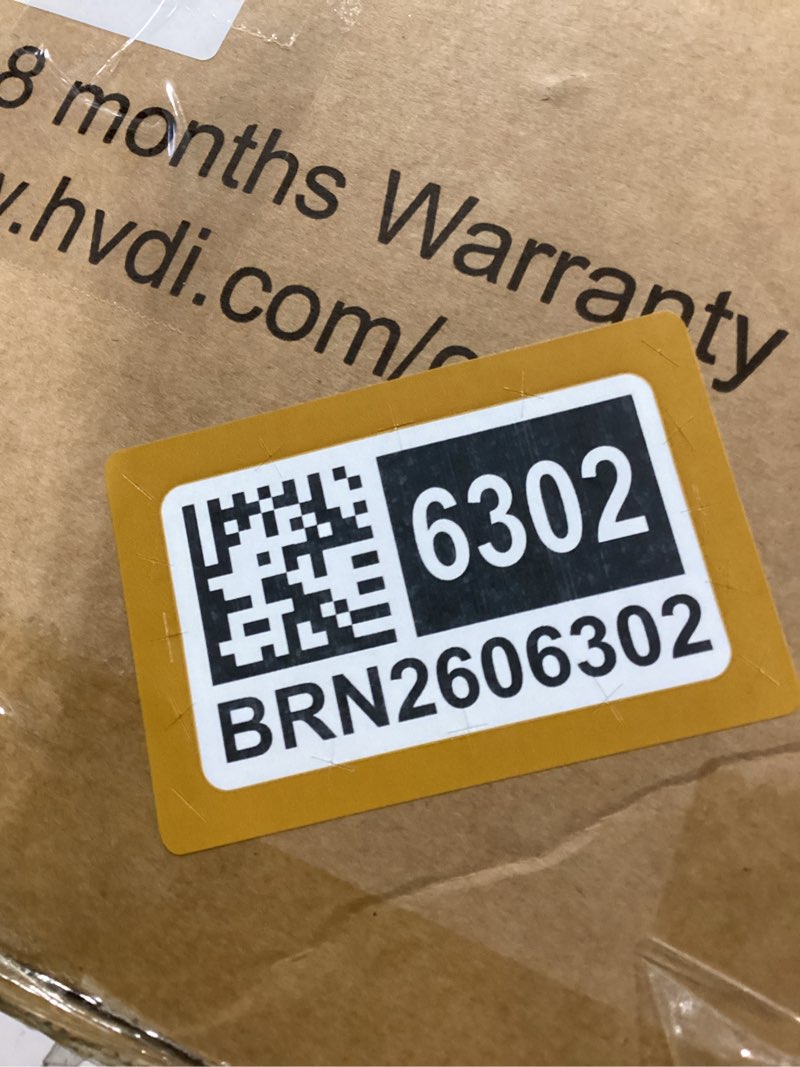 8 months Warranty
.hvdi.com/
6302
BRN2606302